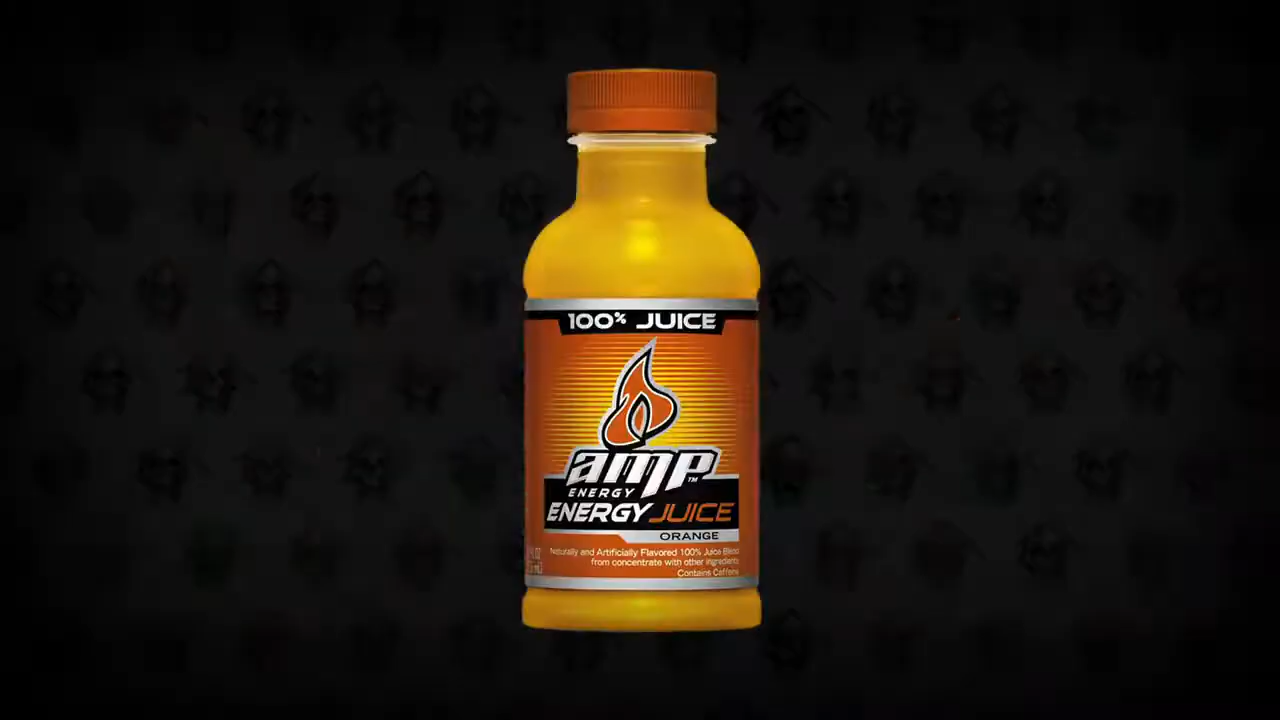 100% JUICE
amp™
ENERGY
ENERGY JUICE
ORANGE
Naturally and Artificially Flavored 100% Juice Blend
from concentrate with other ingredients
Contains Caffeine